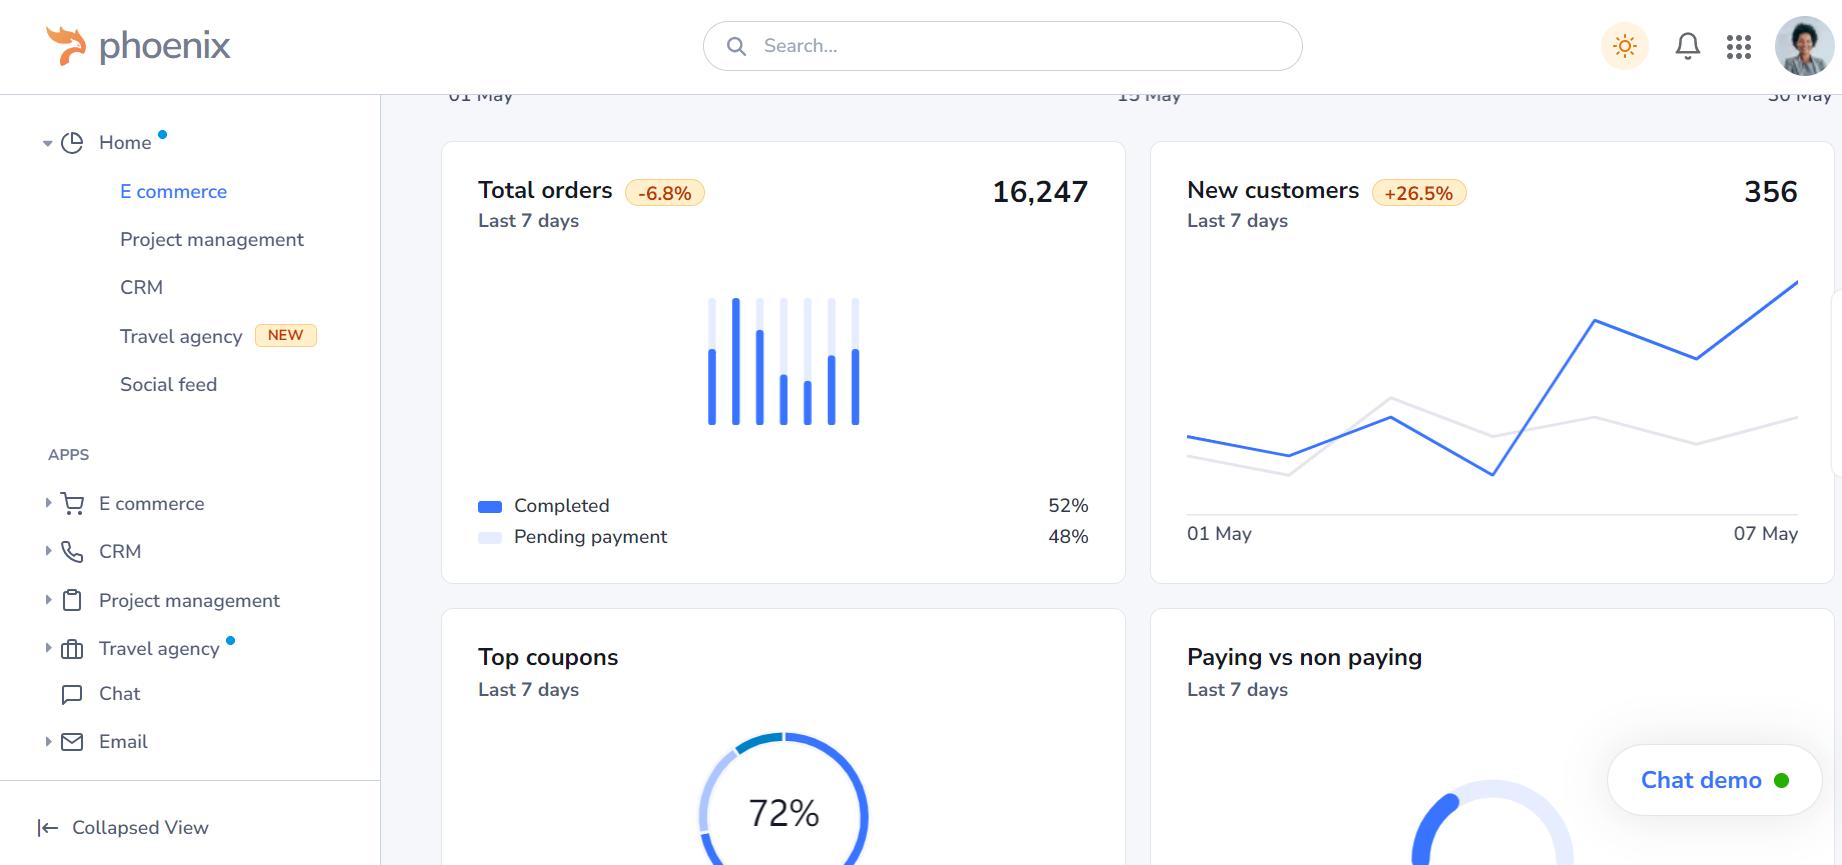 phoenix
Search...
01 May
15 May
30 May
Home
E commerce
Project management
CRM
Travel agency NEW
Social feed
APPS
E commerce
CRM
Project management
Travel agency
Chat
Email
Collapsed View
Total orders -6.8% 16,247
Last 7 days
Completed 52%
Pending payment 48%
New customers +26.5% 356
Last 7 days
01 May 07 May
Top coupons
Last 7 days
72%
Paying vs non paying
Last 7 days
Chat demo